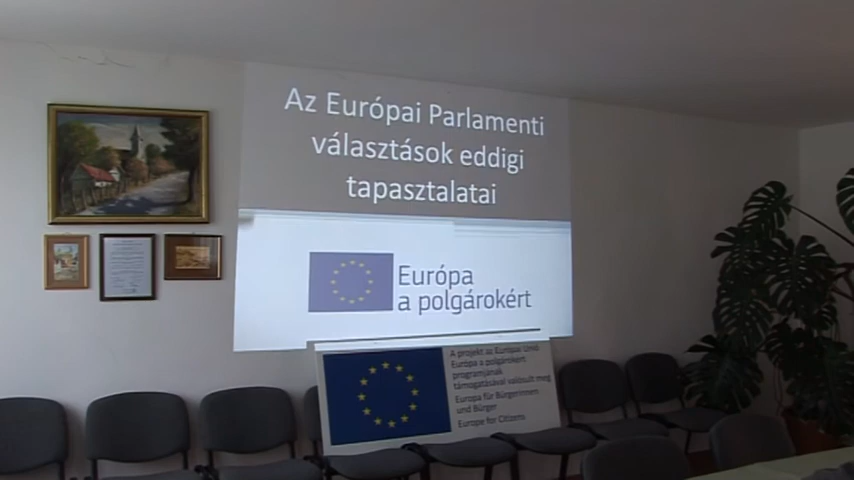 Az Európai Parlamenti
választások eddigi
tapasztalatai
Európa
a polgárokért
A projekt az Európai Unió
Európa a polgárokért
programjának
támogatásával valósult meg
Europa für Bürgerinnen
und Bürger
Europe for Citizens